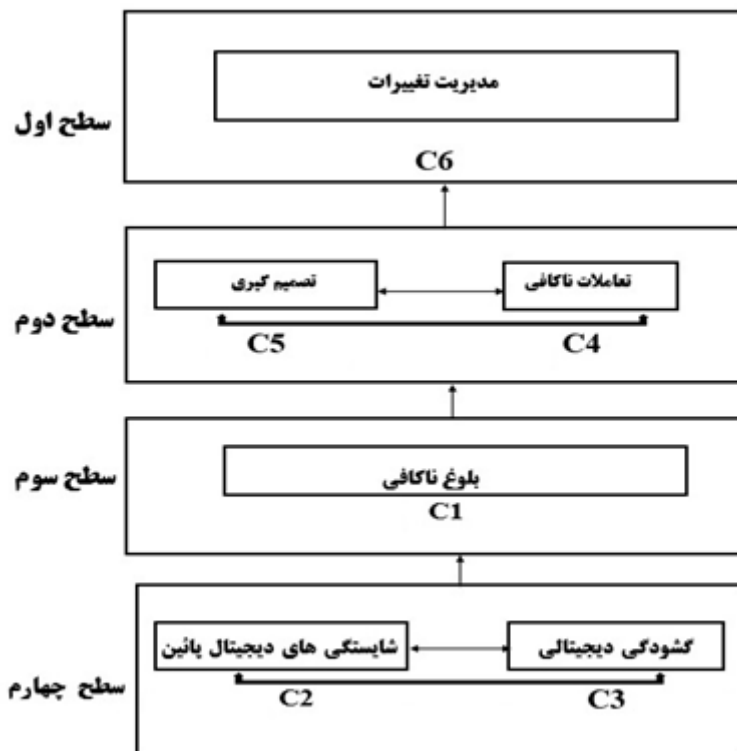 سطح اول
مدیریت تغییرات
C6
سطح دوم
تعاملات ناکافی
تصمیم گیری
C4
C5
سطح سوم
بلوغ ناکافی
C1
سطح چهارم
گشودگی دیجیتالی
شایستگی های دیجیتال پائین
C3
C2